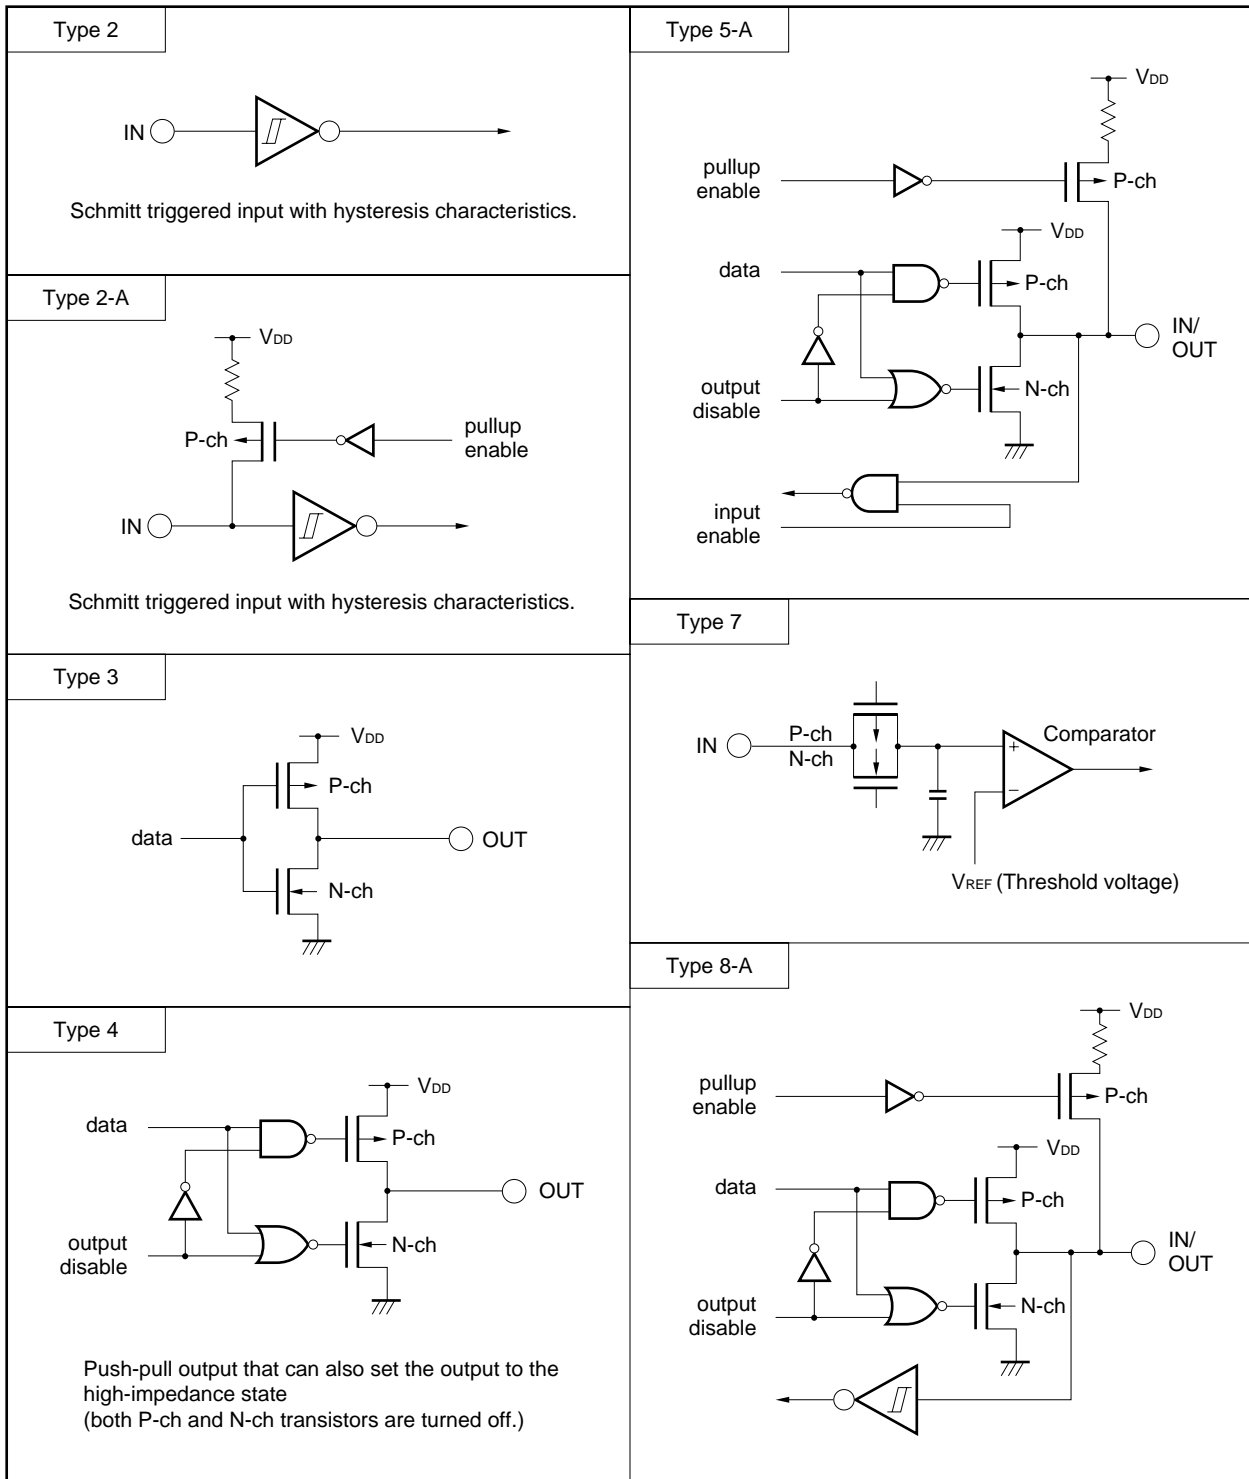 Type 2
IN
Schmitt triggered input with hysteresis characteristics.
Type 2-A
VDD
P-ch
pullup
enable
IN
Schmitt triggered input with hysteresis characteristics.
Type 3
VDD
P-ch
data
OUT
N-ch
Type 4
VDD
data
P-ch
OUT
output
disable
N-ch
Push-pull output that can also set the output to the
high-impedance state
(both P-ch and N-ch transistors are turned off.)
Type 5-A
VDD
pullup
enable
P-ch
VDD
data
P-ch
IN/
OUT
output
disable
N-ch
input
enable
Type 7
IN
P-ch
N-ch
Comparator
+
−
VREF (Threshold voltage)
Type 8-A
VDD
pullup
enable
P-ch
VDD
data
P-ch
IN/
OUT
output
disable
N-ch